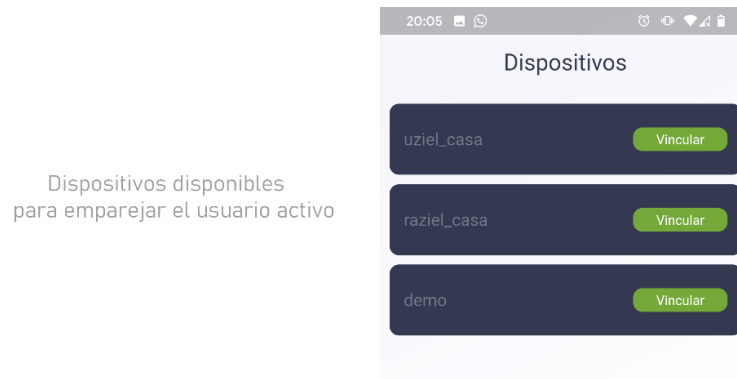 Dispositivos disponibles
para emparejar el usuario activo
20:05
Dispositivos
uziel_casa
Vincular
raziel_casa
Vincular
demo
Vincular